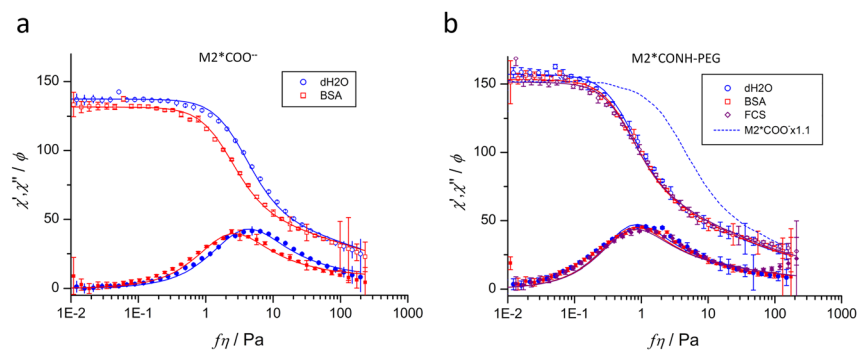 a
M2*COO--
dH2O
BSA
150
100
50
0
χ',χ'' / ϕ
1E-2 1E-1 1 10 100 1000
fη / Pa
b
M2*CONH-PEG
dH2O
BSA
FCS
M2*COO-x1.1
150
100
50
0
χ',χ'' / ϕ
1E-2 1E-1 1 10 100 1000
fη / Pa